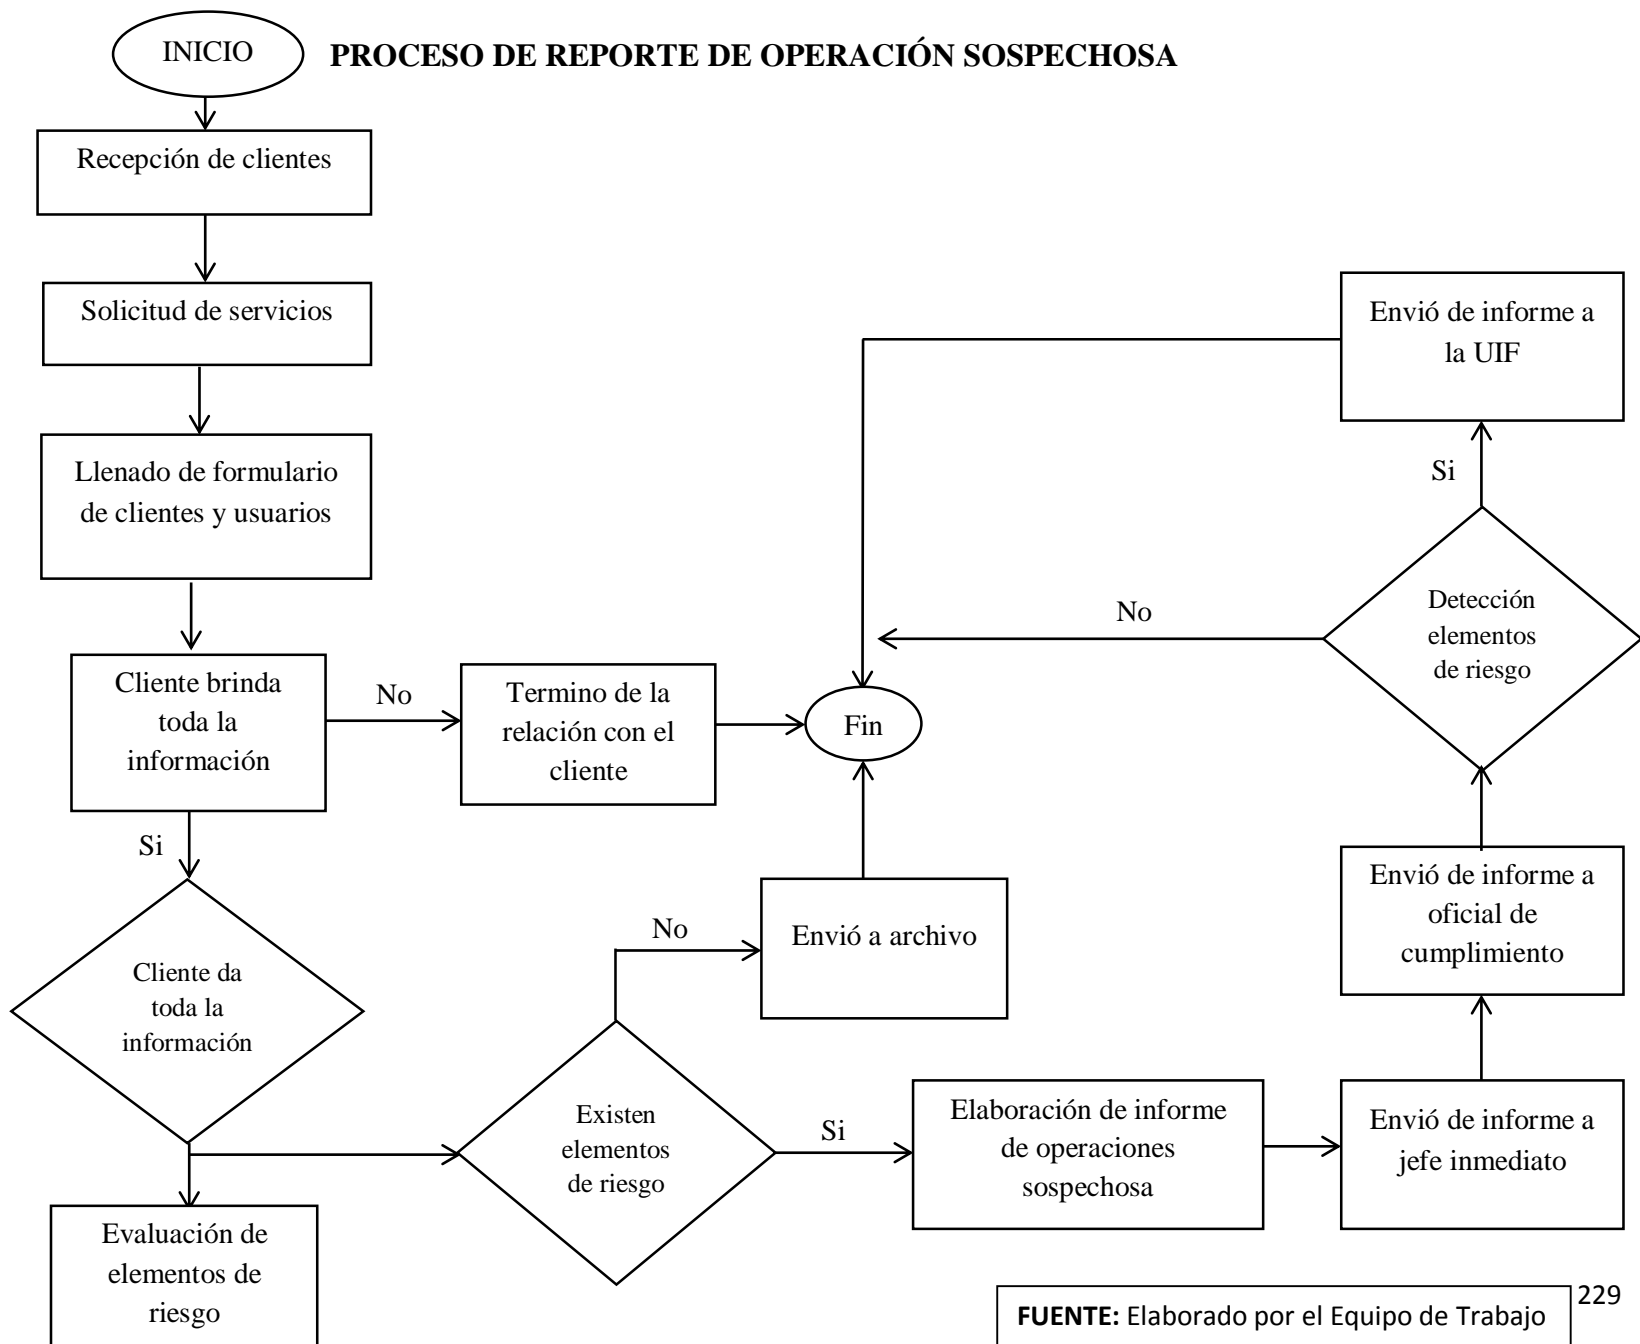 INICIO
PROCESO DE REPORTE DE OPERACIÓN SOSPECHOSA
Recepción de clientes
Solicitud de servicios
Llenado de formulario
de clientes y usuarios
Cliente brinda
toda la
información
No
Termino de la
relación con el
cliente
Fin
Si
Cliente da
toda la
información
Evaluación de
elementos de
riesgo
Existen
elementos
de riesgo
No
Envió a archivo
Si
Elaboración de informe
de operaciones
sospechosa
Envió de informe a
jefe inmediato
Envió de informe a
oficial de
cumplimiento
Detección
elementos
de riesgo
No
Si
Envió de informe a
la UIF
FUENTE: Elaborado por el Equipo de Trabajo
229